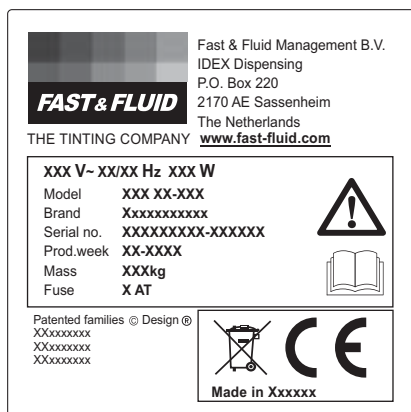 FAST & FLUID
THE TINTING COMPANY
Fast & Fluid Management B.V.
IDEX Dispensing
P.O. Box 220
2170 AE Sassenheim
The Netherlands
www.fast-fluid.com
XXX V~ XX/XX Hz XXX W
Model XXX XX-XXX
Brand Xxxxxxxxxxx
Serial no. XXXXXXXXX-XXXXXX
Prod.week XX-XXXX
Mass XXXkg
Fuse X AT
Patented families © Design ®
XXxxxxxxx
XXxxxxxxx
XXxxxxxxx
CE
Made in Xxxxxx